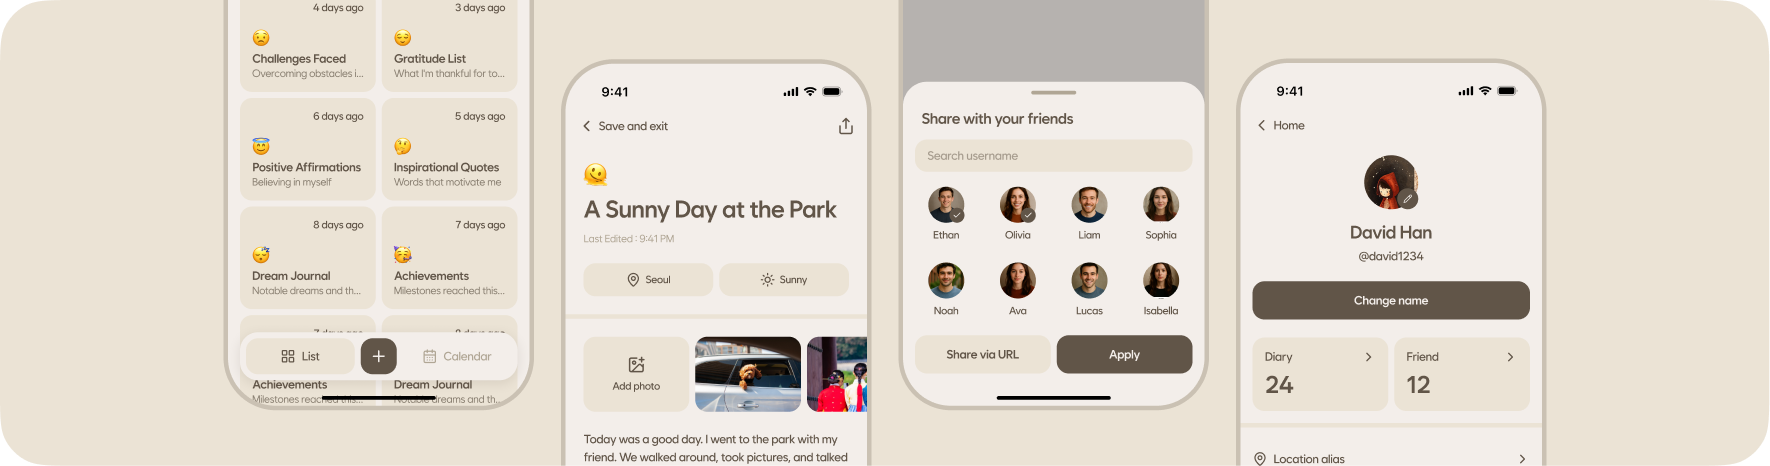 4 days ago
3 days ago
Challenges Faced
Overcoming obstacles i...
Gratitude List
What I'm thankful for to...
6 days ago
5 days ago
Positive Affirmations
Believing in myself
Inspirational Quotes
Words that motivate me
8 days ago
7 days ago
Dream Journal
Notable dreams and th...
Achievements
Milestones reached this...
7 days ago
8 days ago
List
Calendar
Achievements
Milestones reached this...
Dream Journal
Notable dreams and th...
9:41
Save and exit
A Sunny Day at the Park
Last Edited : 9:41 PM
Seoul
Sunny
Add photo
Today was a good day. I went to the park with my
friend. We walked around, took pictures, and talked
Share with your friends
Search username
Ethan
Olivia
Liam
Sophia
Noah
Ava
Lucas
Isabella
Share via URL
Apply
9:41
Home
David Han
@david1234
Change name
Diary
24
Friend
12
Location alias